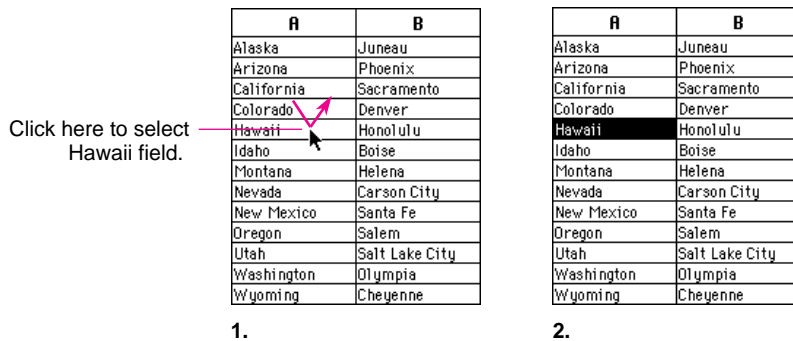 Click here to select
Hawaii field.
A B
Alaska Juneau
Arizona Phoenix
California Sacramento
Colorado Denver
Hawaii Honolulu
Idaho Boise
Montana Helena
Nevada Carson City
New Mexico Santa Fe
Oregon Salem
Utah Salt Lake City
Washington Olympia
Wyoming Cheyenne
1.
A B
Alaska Juneau
Arizona Phoenix
California Sacramento
Colorado Denver
Hawaii Honolulu
Idaho Boise
Montana Helena
Nevada Carson City
New Mexico Santa Fe
Oregon Salem
Utah Salt Lake City
Washington Olympia
Wyoming Cheyenne
2.